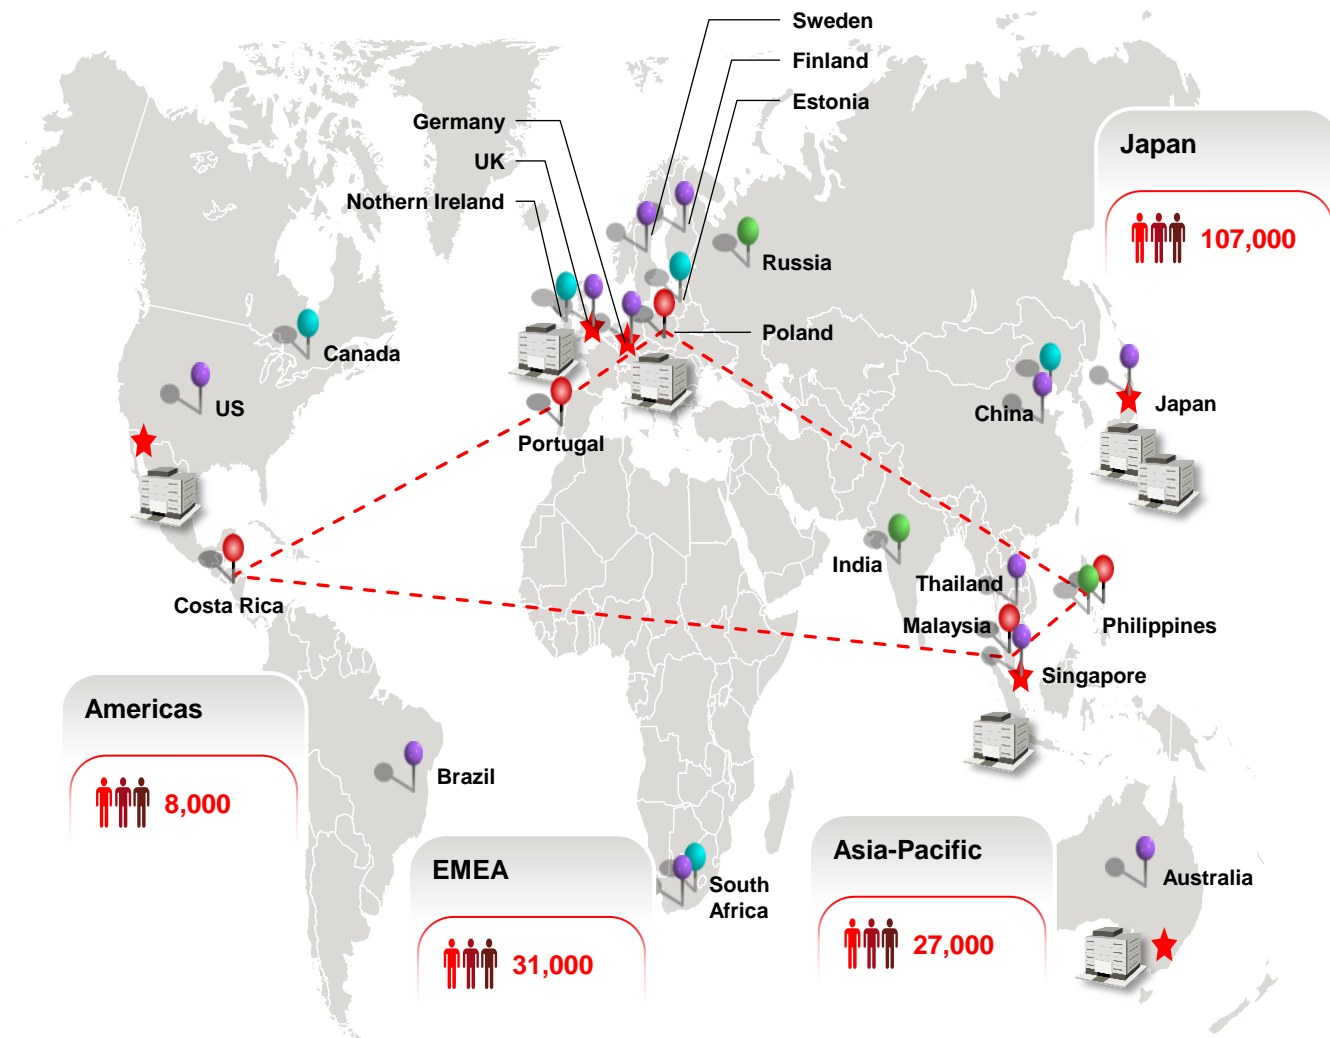 Sweden
Finland
Estonia
Germany
UK
Nothern Ireland
Japan
107,000
Russia
Poland
Canada
US
Portugal
China
Japan
India
Thailand
Malaysia
Philippines
Singapore
Costa Rica
Americas
8,000
Brazil
EMEA
31,000
South
Africa
Asia-Pacific
27,000
Australia